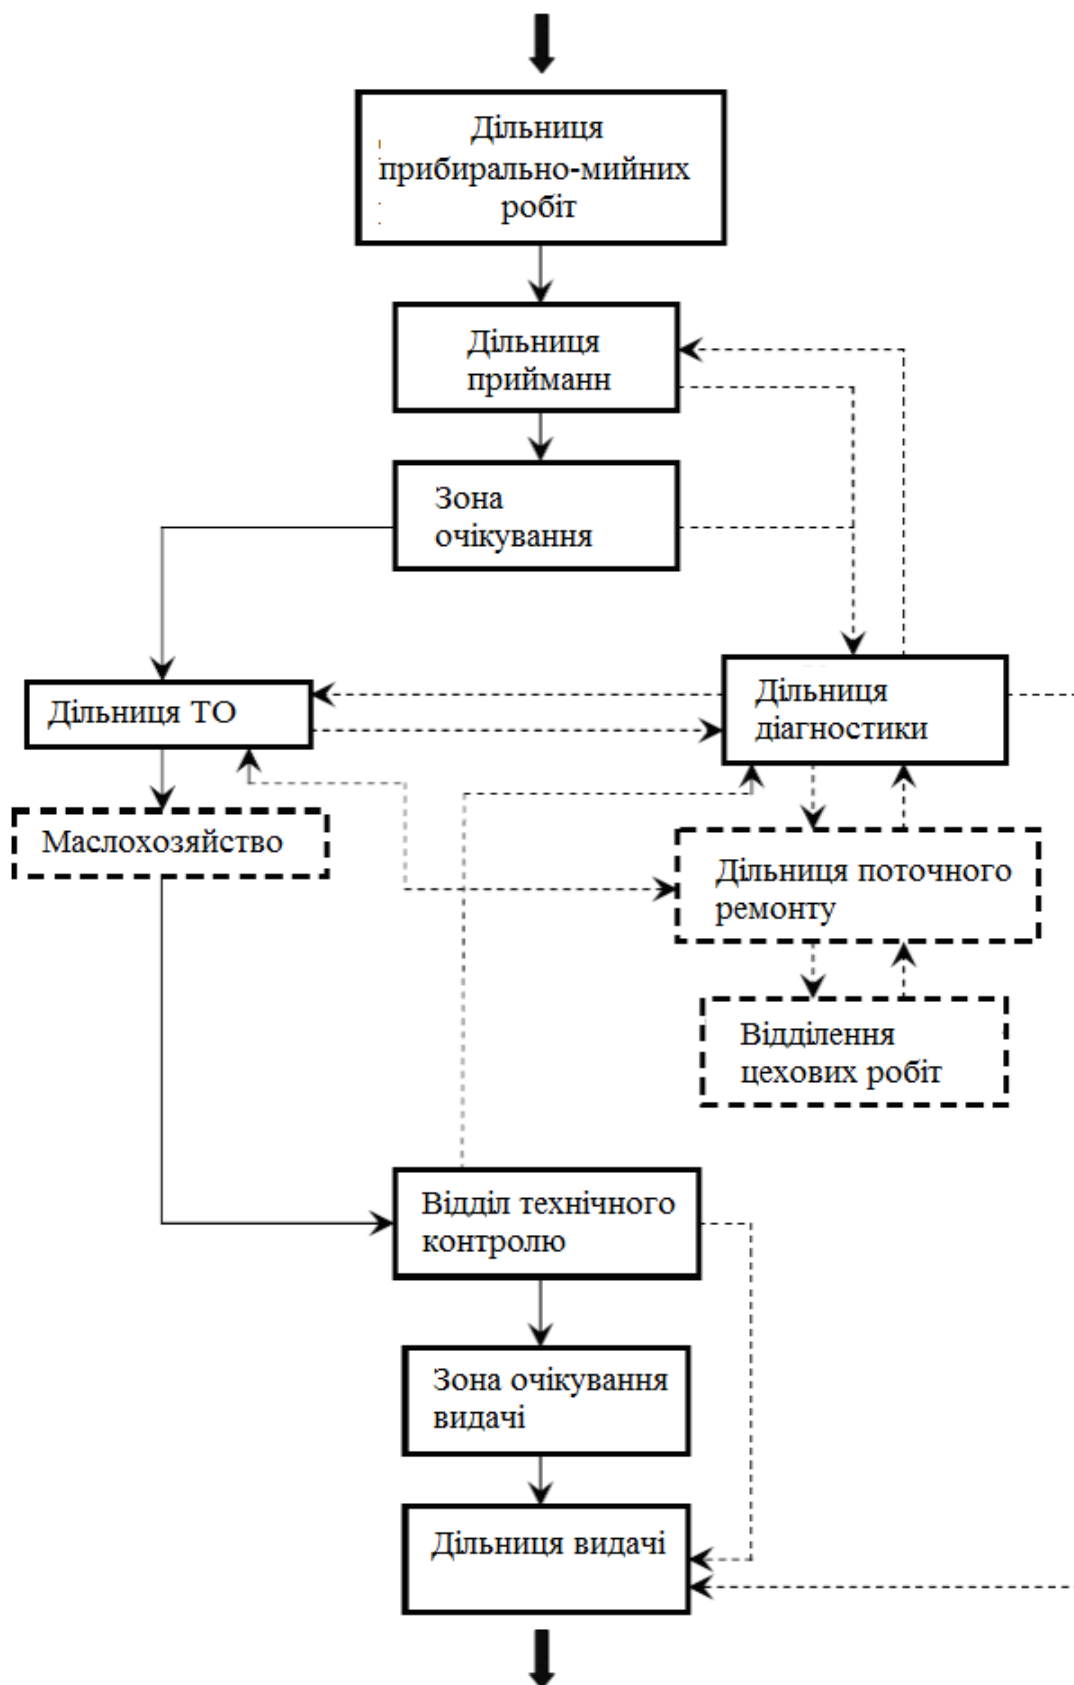 Дільниця
прибирально-мийних
робіт
Дільниця
прийманн
Зона
очікування
Дільниця ТО
Дільниця
діагностики
Маслохозяйство
Дільниця поточного
ремонту
Відділення
цехових робіт
Відділ технічного
контролю
Зона очікування
видачі
Дільниця видачі